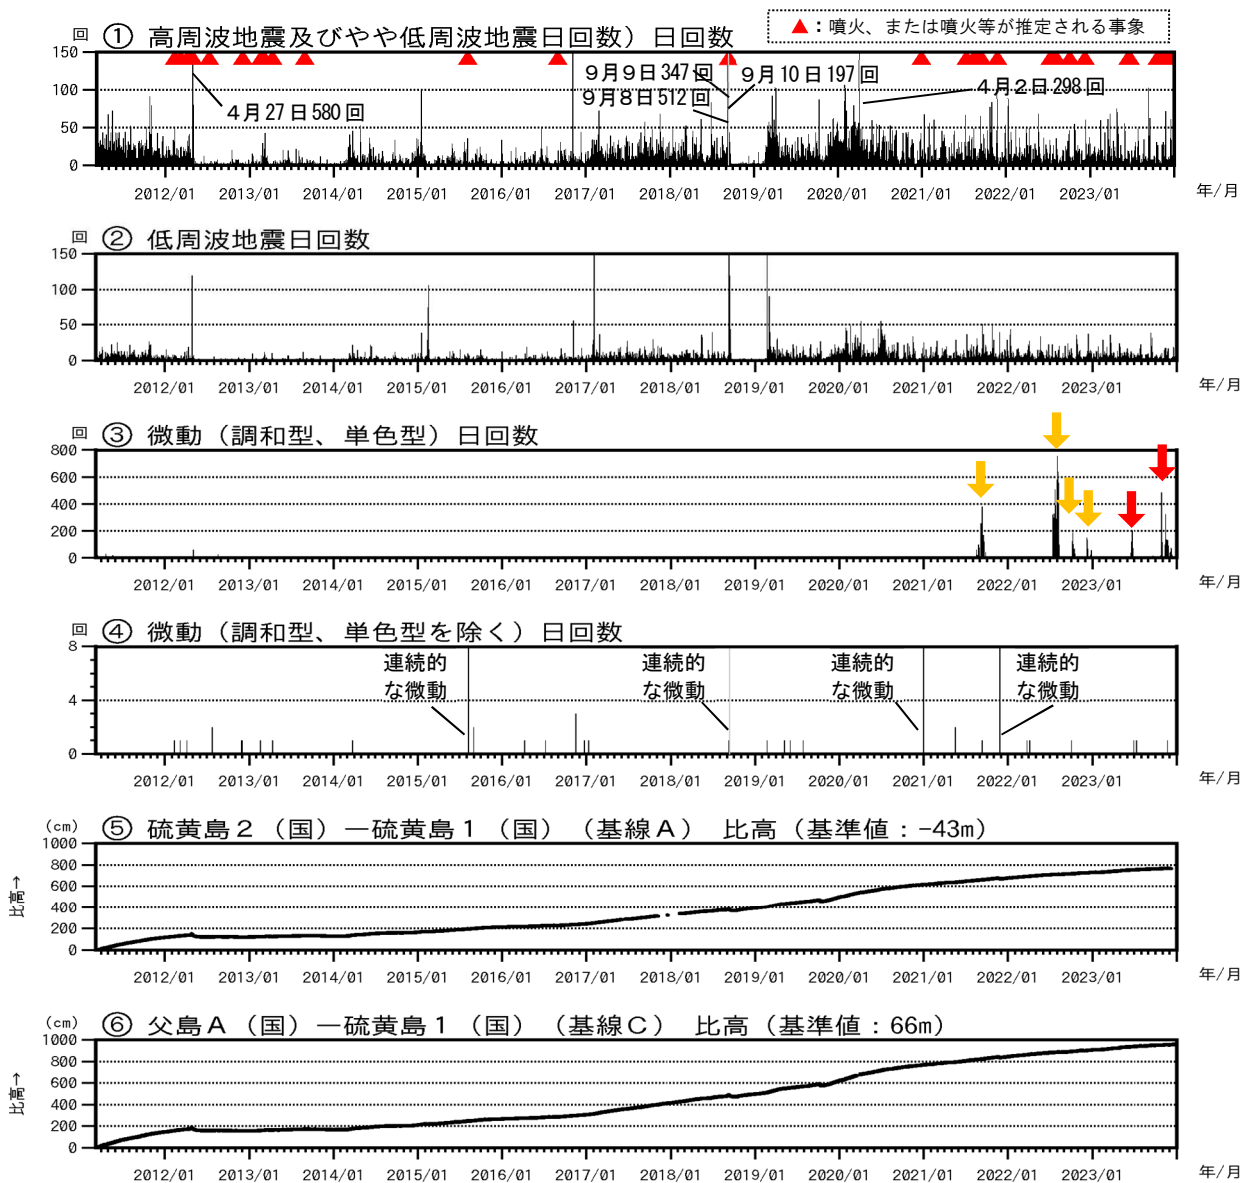 ▲：噴火、または噴火等が推定される事象
回 ① 高周波地震及びやや低周波地震日回数）日回数
150
100
50
0
4月27日580回
9月9日347回
9月8日512回
9月10日197回
4月2日298回
2012/01 2013/01 2014/01 2015/01 2016/01 2017/01 2018/01 2019/01 2020/01 2021/01 2022/01 2023/01 年/月
回 ② 低周波地震日回数
150
100
50
0
2012/01 2013/01 2014/01 2015/01 2016/01 2017/01 2018/01 2019/01 2020/01 2021/01 2022/01 2023/01 年/月
回 ③ 微動（調和型、単色型）日回数
800
600
400
200
0
2012/01 2013/01 2014/01 2015/01 2016/01 2017/01 2018/01 2019/01 2020/01 2021/01 2022/01 2023/01 年/月
回 ④ 微動（調和型、単色型を除く）日回数
8
4
0
連続的 連続的 連続的 連続的
な微動 な微動 な微動 な微動
2012/01 2013/01 2014/01 2015/01 2016/01 2017/01 2018/01 2019/01 2020/01 2021/01 2022/01 2023/01 年/月
(cm) ⑤ 硫黄島２（国）―硫黄島１（国）（基線Ａ） 比高（基準値：-43m）
1000
800
600
400
200
0
比高→
2012/01 2013/01 2014/01 2015/01 2016/01 2017/01 2018/01 2019/01 2020/01 2021/01 2022/01 2023/01 年/月
(cm) ⑥ 父島Ａ（国）―硫黄島１（国）（基線Ｃ） 比高（基準値：66m）
1000
800
600
400
200
0
比高→
2012/01 2013/01 2014/01 2015/01 2016/01 2017/01 2018/01 2019/01 2020/01 2021/01 2022/01 2023/01 年/月